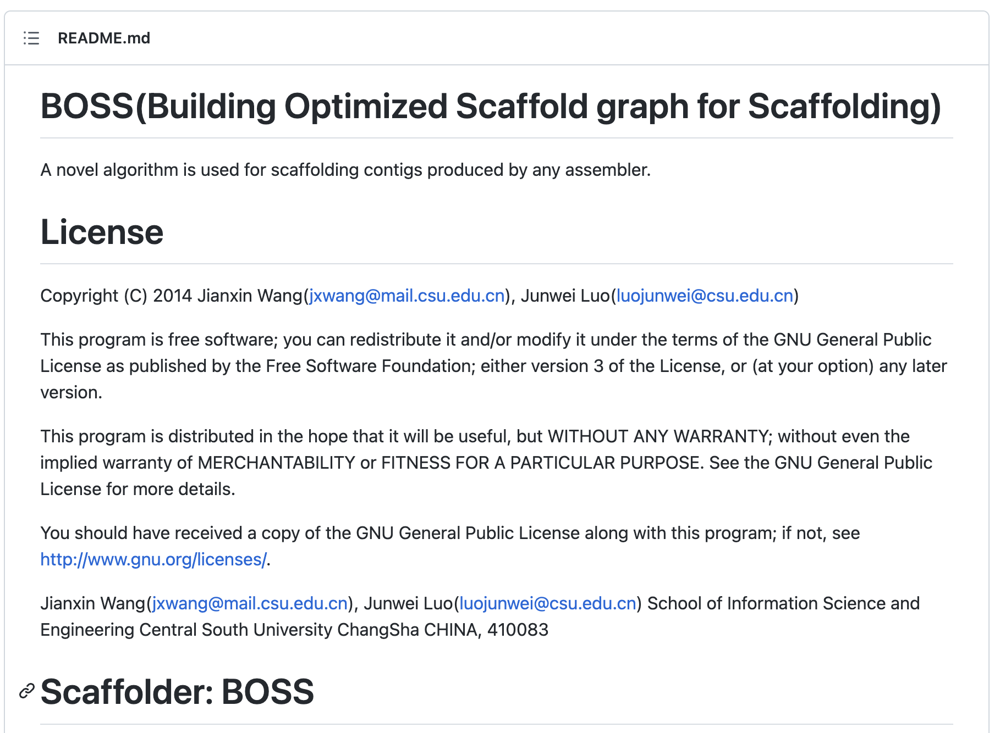 README.md
BOSS(Building Optimized Scaffold graph for Scaffolding)
A novel algorithm is used for scaffolding contigs produced by any assembler.
License
Copyright (C) 2014 Jianxin Wang(jxwang@mail.csu.edu.cn), Junwei Luo(luojunwei@csu.edu.cn)
This program is free software; you can redistribute it and/or modify it under the terms of the GNU General Public
License as published by the Free Software Foundation; either version 3 of the License, or (at your option) any later
version.
This program is distributed in the hope that it will be useful, but WITHOUT ANY WARRANTY; without even the
implied warranty of MERCHANTABILITY or FITNESS FOR A PARTICULAR PURPOSE. See the GNU General Public
License for more details.
You should have received a copy of the GNU General Public License along with this program; if not, see
http://www.gnu.org/licenses/.
Jianxin Wang(jxwang@mail.csu.edu.cn), Junwei Luo(luojunwei@csu.edu.cn) School of Information Science and
Engineering Central South University ChangSha CHINA, 410083
Scaffolder: BOSS